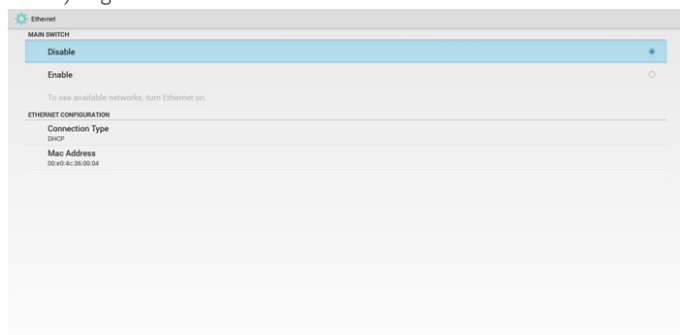 Ethernet
MAIN SWITCH
Disable
Enable
To see available networks, turn Ethernet on.
ETHERNET CONFIGURATION
Connection Type
DHCP
Mac Address
00:e0:4c:36:00:04